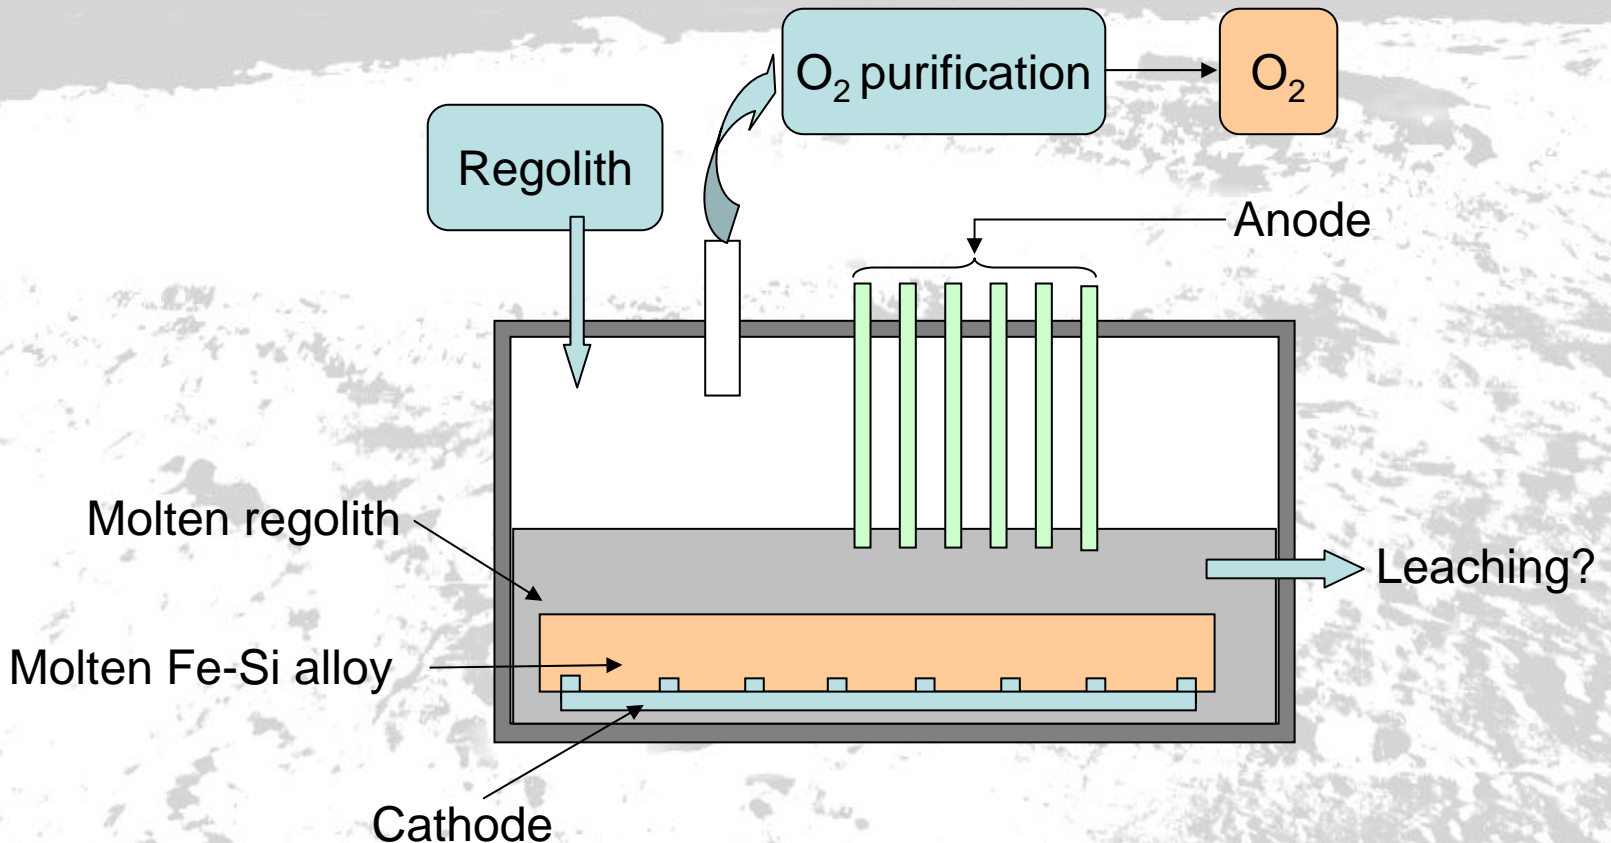 O₂ purification
O₂
Regolith
Anode
Molten regolith
Leaching?
Molten Fe-Si alloy
Cathode